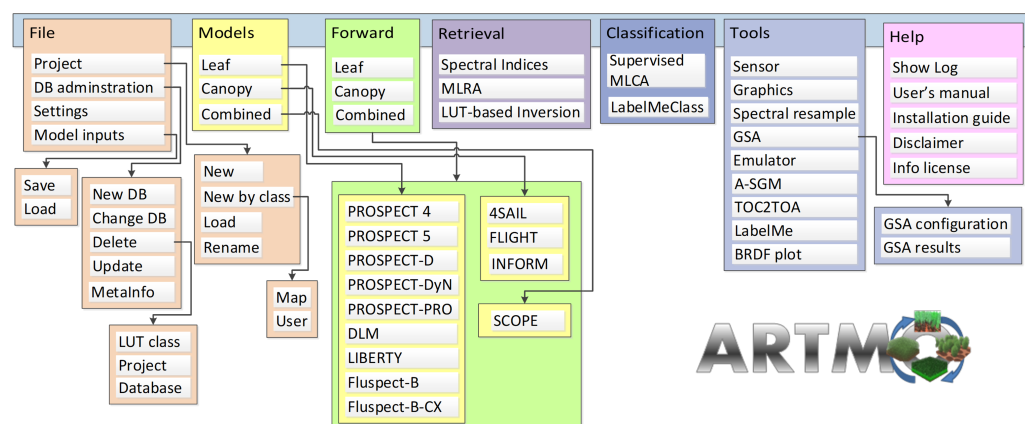 File
Project
DB adminstration
Settings
Model inputs
Save
Load
New DB
Change DB
Delete
Update
MetaInfo
LUT class
Project
Database
New
New by class
Load
Rename
Map
User
Models
Leaf
Canopy
Combined
Forward
Leaf
Canopy
Combined
PROSPECT 4
PROSPECT 5
PROSPECT-D
PROSPECT-DyN
PROSPECT-PRO
DLM
LIBERTY
Fluspect-B
Fluspect-B-CX
4SAIL
FLIGHT
INFORM
SCOPE
Retrieval
Spectral Indices
MLRA
LUT-based Inversion
Classification
Supervised
MLCA
LabelMeClass
Tools
Sensor
Graphics
Spectral resample
GSA
Emulator
A-SGM
TOC2TOA
LabelMe
BRDF plot
GSA configuration
GSA results
Help
Show Log
User's manual
Installation guide
Disclaimer
Info license
ARTMO